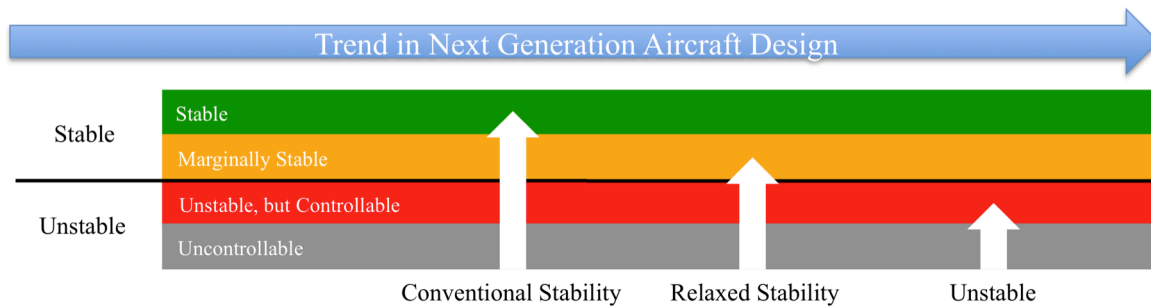 Trend in Next Generation Aircraft Design
Stable
Stable
Marginally Stable
Unstable
Unstable, but Controllable
Uncontrollable
Conventional Stability
Relaxed Stability
Unstable